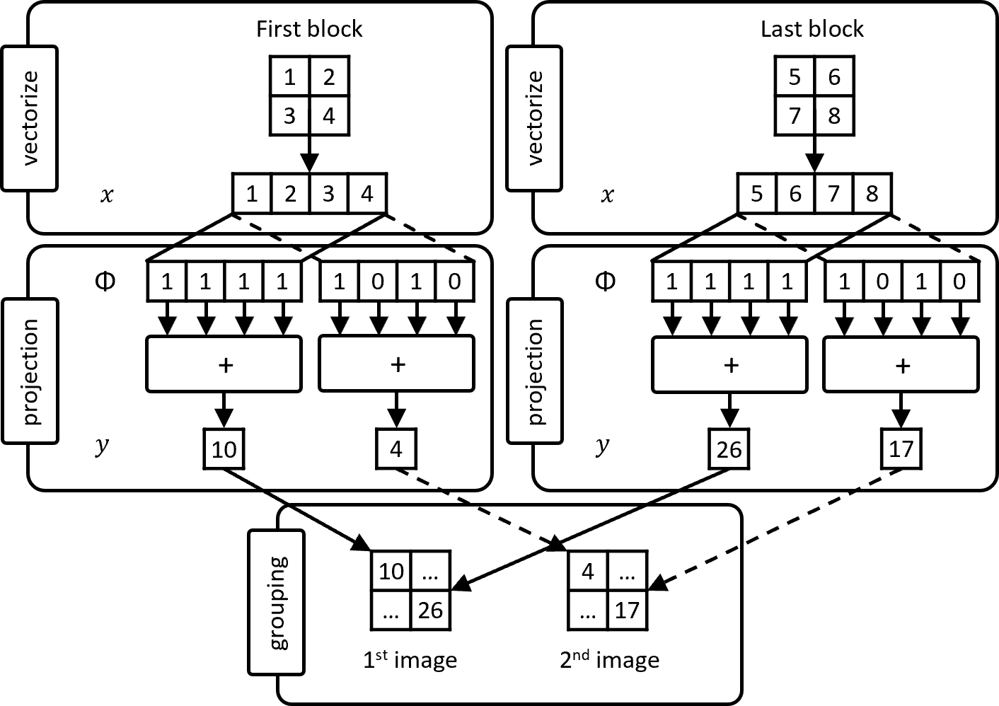 First block
Last block
vectorize
1 2
3 4
vectorize
5 6
7 8
x
1 2 3 4
x
5 6 7 8
projection
Φ
1 1 1 1
1 0 1 0
+
+
y
10
4
projection
Φ
1 1 1 1
1 0 1 0
+
+
y
26
17
grouping
10 ...
... 26
1st image
4 ...
... 17
2nd image